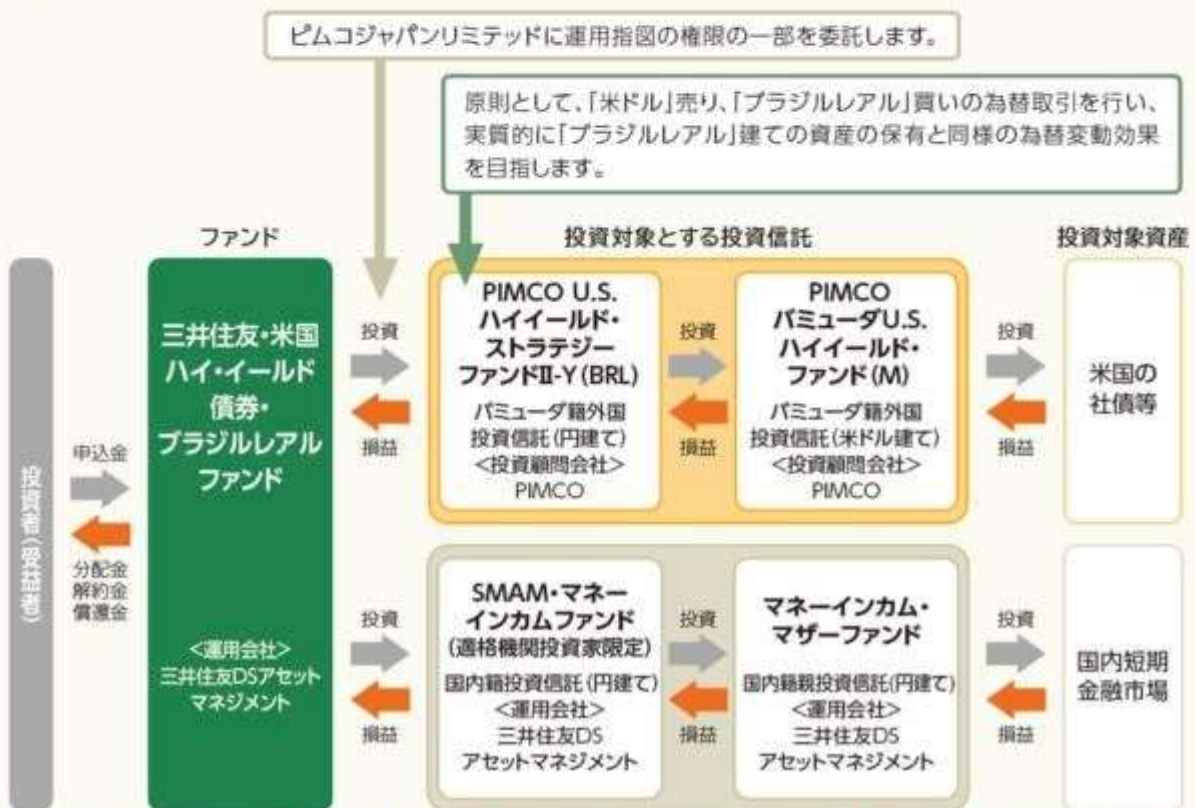 ピムコジャパンリミテッドに運用指図の権限の一部を委託します。
原則として、「米ドル」売り、「ブラジルレアル」買いの為替取引を行い、
実質的に「ブラジルレアル」建ての資産の保有と同様の為替変動効果
を目指します。
ファンド
投資対象とする投資信託
投資対象資産
投資者(受益者)
申込金
分配金
解約金
償還金
三井住友・米国
ハイ・イールド
債券・
ブラジルレアル
ファンド
<運用会社>
三井住友DSアセット
マネジメント
投資
損益
PIMCO U.S.
ハイイールド・
ストラテジー
ファンドⅡ-Y(BRL)
バミューダ籍外国
投資信託(円建て)
<投資顧問会社>
PIMCO
投資
損益
PIMCO
バミューダU.S.
ハイイールド・
ファンド(M)
バミューダ籍外国
投資信託(米ドル建て)
<投資顧問会社>
PIMCO
投資
損益
米国の
社債等
投資
損益
SMAM・マネー
インカムファンド
(適格機関投資家限定)
国内籍投資信託(円建て)
<運用会社>
三井住友DS
アセットマネジメント
投資
損益
マネーインカム・
マザーファンド
国内籍親投資信託(円建て)
<運用会社>
三井住友DS
アセットマネジメント
投資
損益
国内短期
金融市場